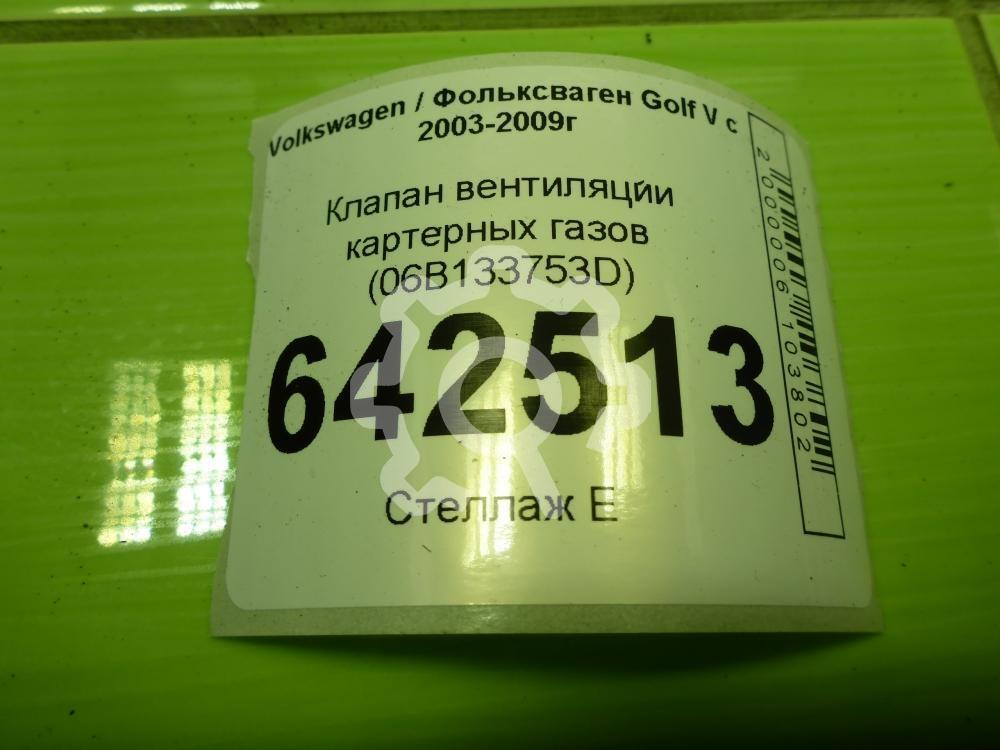 Volkswagen / Фольксваген Golf V с
2003-2009г
Клапан вентиляции
картерных газов
(06B133753D)
642513
Стеллаж Е
2000006103802